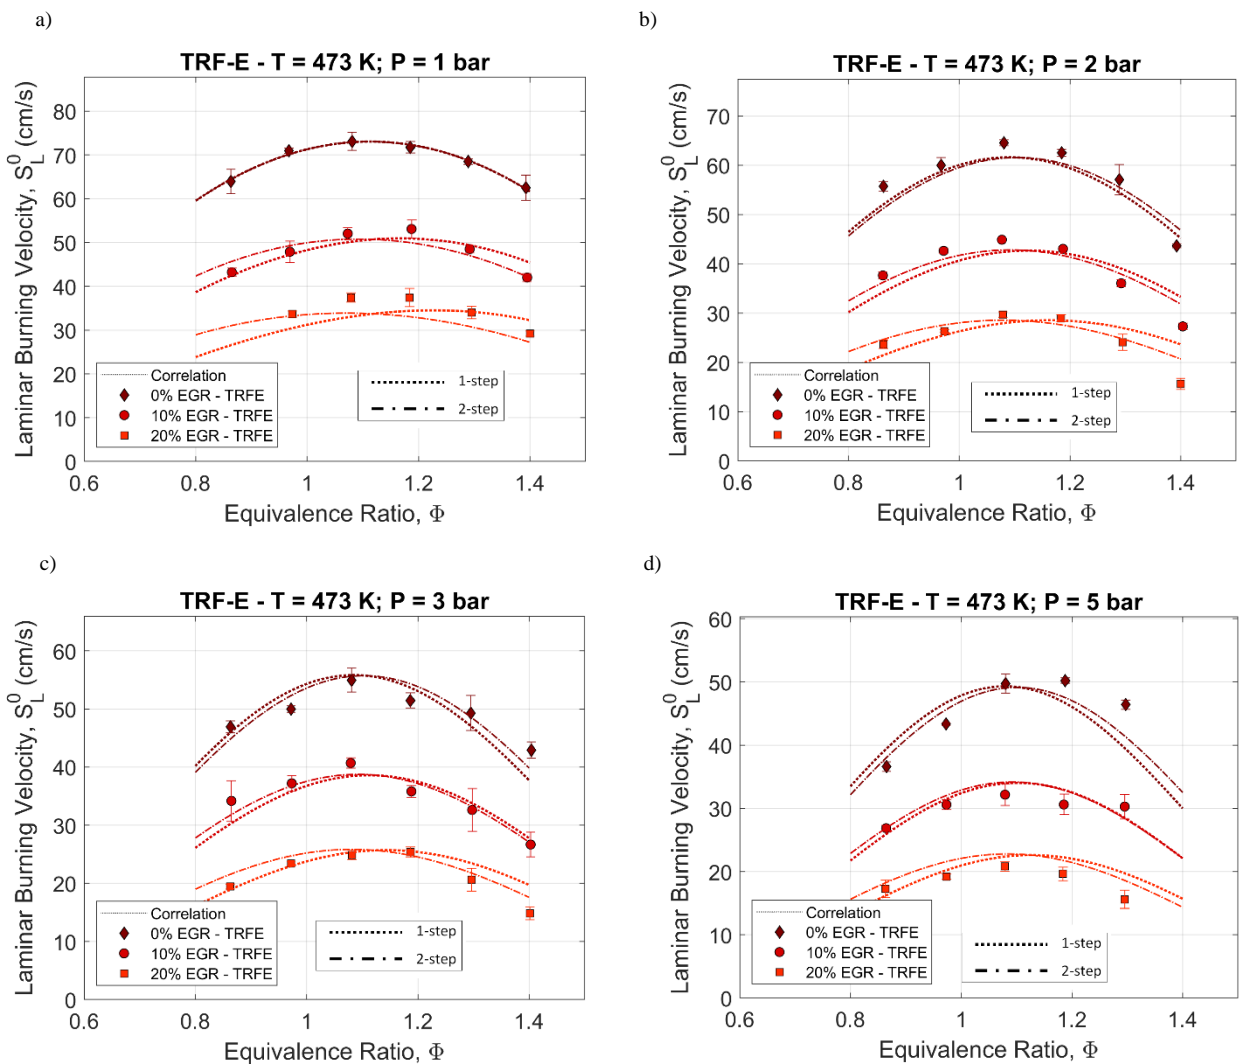 a)
TRF-E - T = 473 K; P = 1 bar
Laminar Burning Velocity, S_L^0 (cm/s)
80
70
60
50
40
30
20
10
0
0.6
0.8
1
1.2
1.4
Equivalence Ratio, Φ
Correlation
0% EGR - TRFE
10% EGR - TRFE
20% EGR - TRFE
1-step
2-step
b)
TRF-E - T = 473 K; P = 2 bar
Laminar Burning Velocity, S_L^0 (cm/s)
70
60
50
40
30
20
10
0
0.6
0.8
1
1.2
1.4
Equivalence Ratio, Φ
Correlation
0% EGR - TRFE
10% EGR - TRFE
20% EGR - TRFE
1-step
2-step
c)
TRF-E - T = 473 K; P = 3 bar
Laminar Burning Velocity, S_L^0 (cm/s)
60
50
40
30
20
10
0
0.6
0.8
1
1.2
1.4
Equivalence Ratio, Φ
Correlation
0% EGR - TRFE
10% EGR - TRFE
20% EGR - TRFE
1-step
2-step
d)
TRF-E - T = 473 K; P = 5 bar
Laminar Burning Velocity, S_L^0 (cm/s)
60
50
40
30
20
10
0
0.6
0.8
1
1.2
1.4
Equivalence Ratio, Φ
Correlation
0% EGR - TRFE
10% EGR - TRFE
20% EGR - TRFE
1-step
2-step